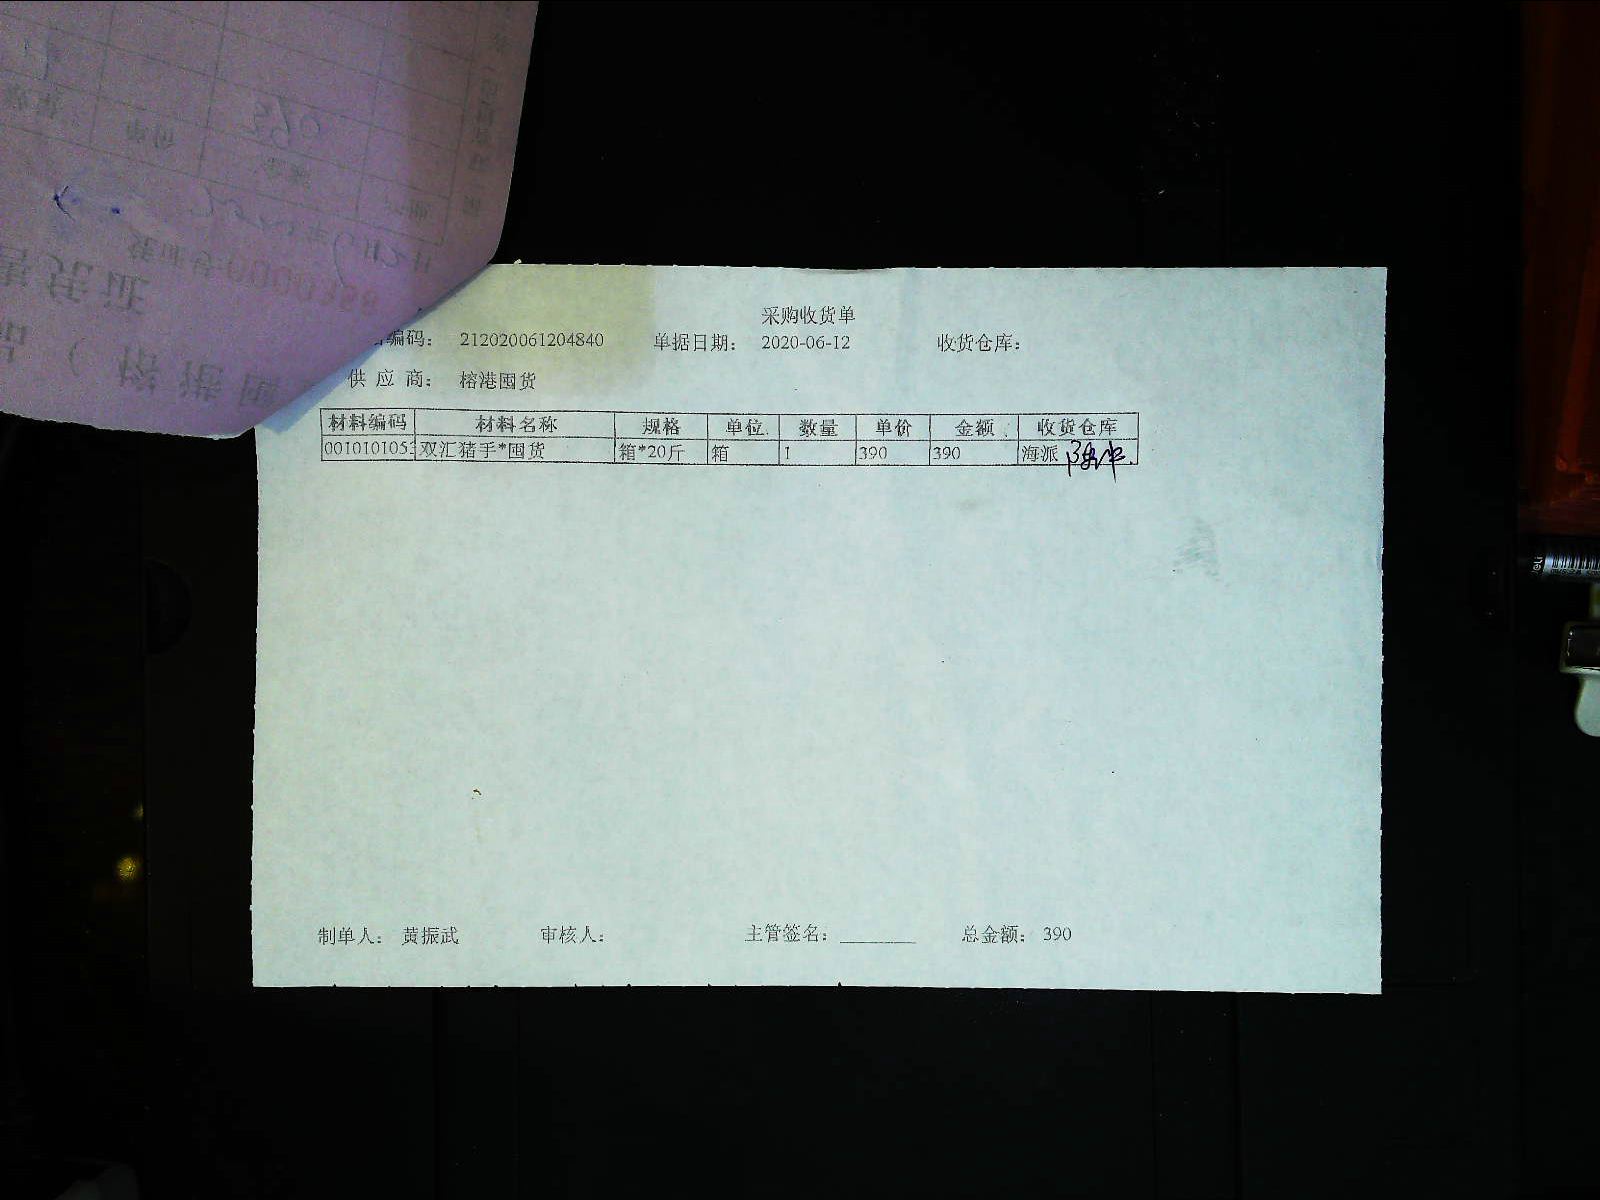 采购收货单
编码： 212020061204840 单据日期： 2020-06-12 收货仓库：
供 应 商： 榕港囤货
材料编码 材料名称 规格 单位 数量 单价 金额 收货仓库
0010101053 双汇猪手*囤货 箱*20斤 箱 1 390 390 海派
制单人： 黄振武 审核人： 主管签名： 总金额： 390
deli